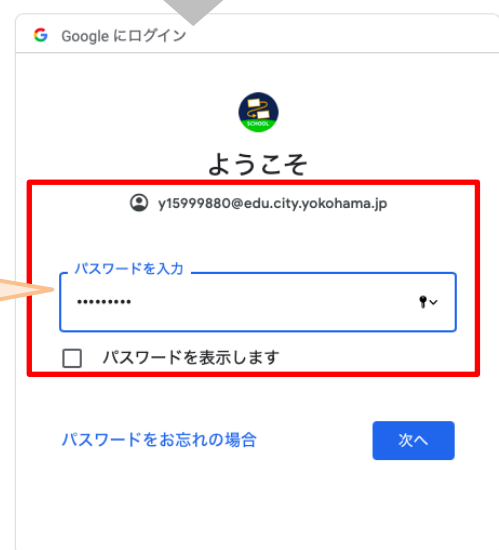 Google にログイン
SCHOOL
ようこそ
y15999880@edu.city.yokohama.jp
パスワードを入力
•••••••••
パスワードを表示します
パスワードをお忘れの場合
次へ